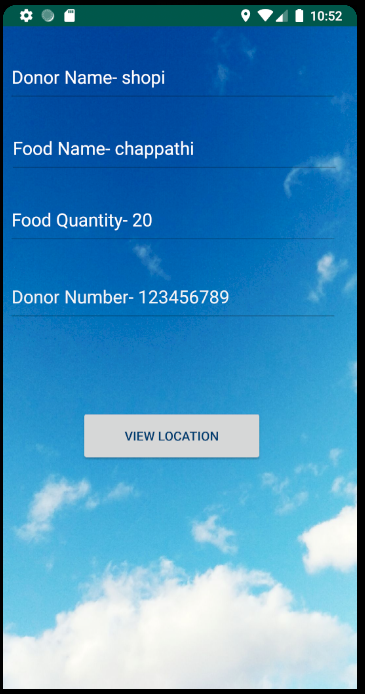 10:52
Donor Name- shopi
Food Name- chappathi
Food Quantity- 20
Donor Number- 123456789
VIEW LOCATION